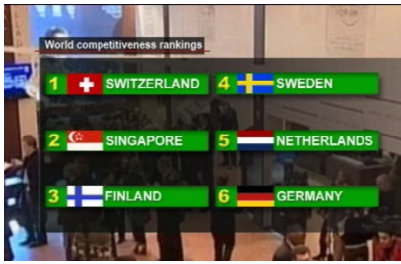 World competitiveness rankings
1 SWITZERLAND
2 SINGAPORE
3 FINLAND
4 SWEDEN
5 NETHERLANDS
6 GERMANY